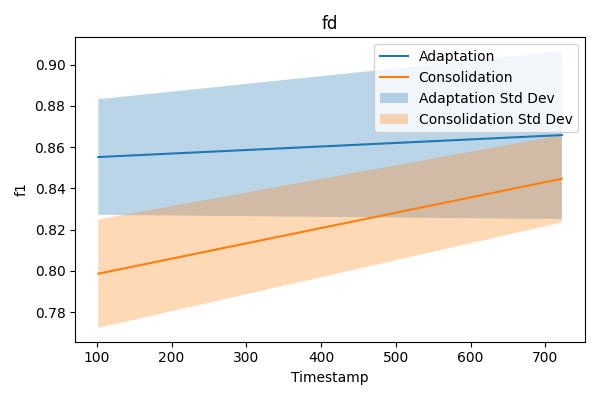 fd
Adaptation
Consolidation
Adaptation Std Dev
Consolidation Std Dev
0.90
0.88
0.86
0.84
0.82
0.80
0.78
f1
100 200 300 400 500 600 700
Timestamp